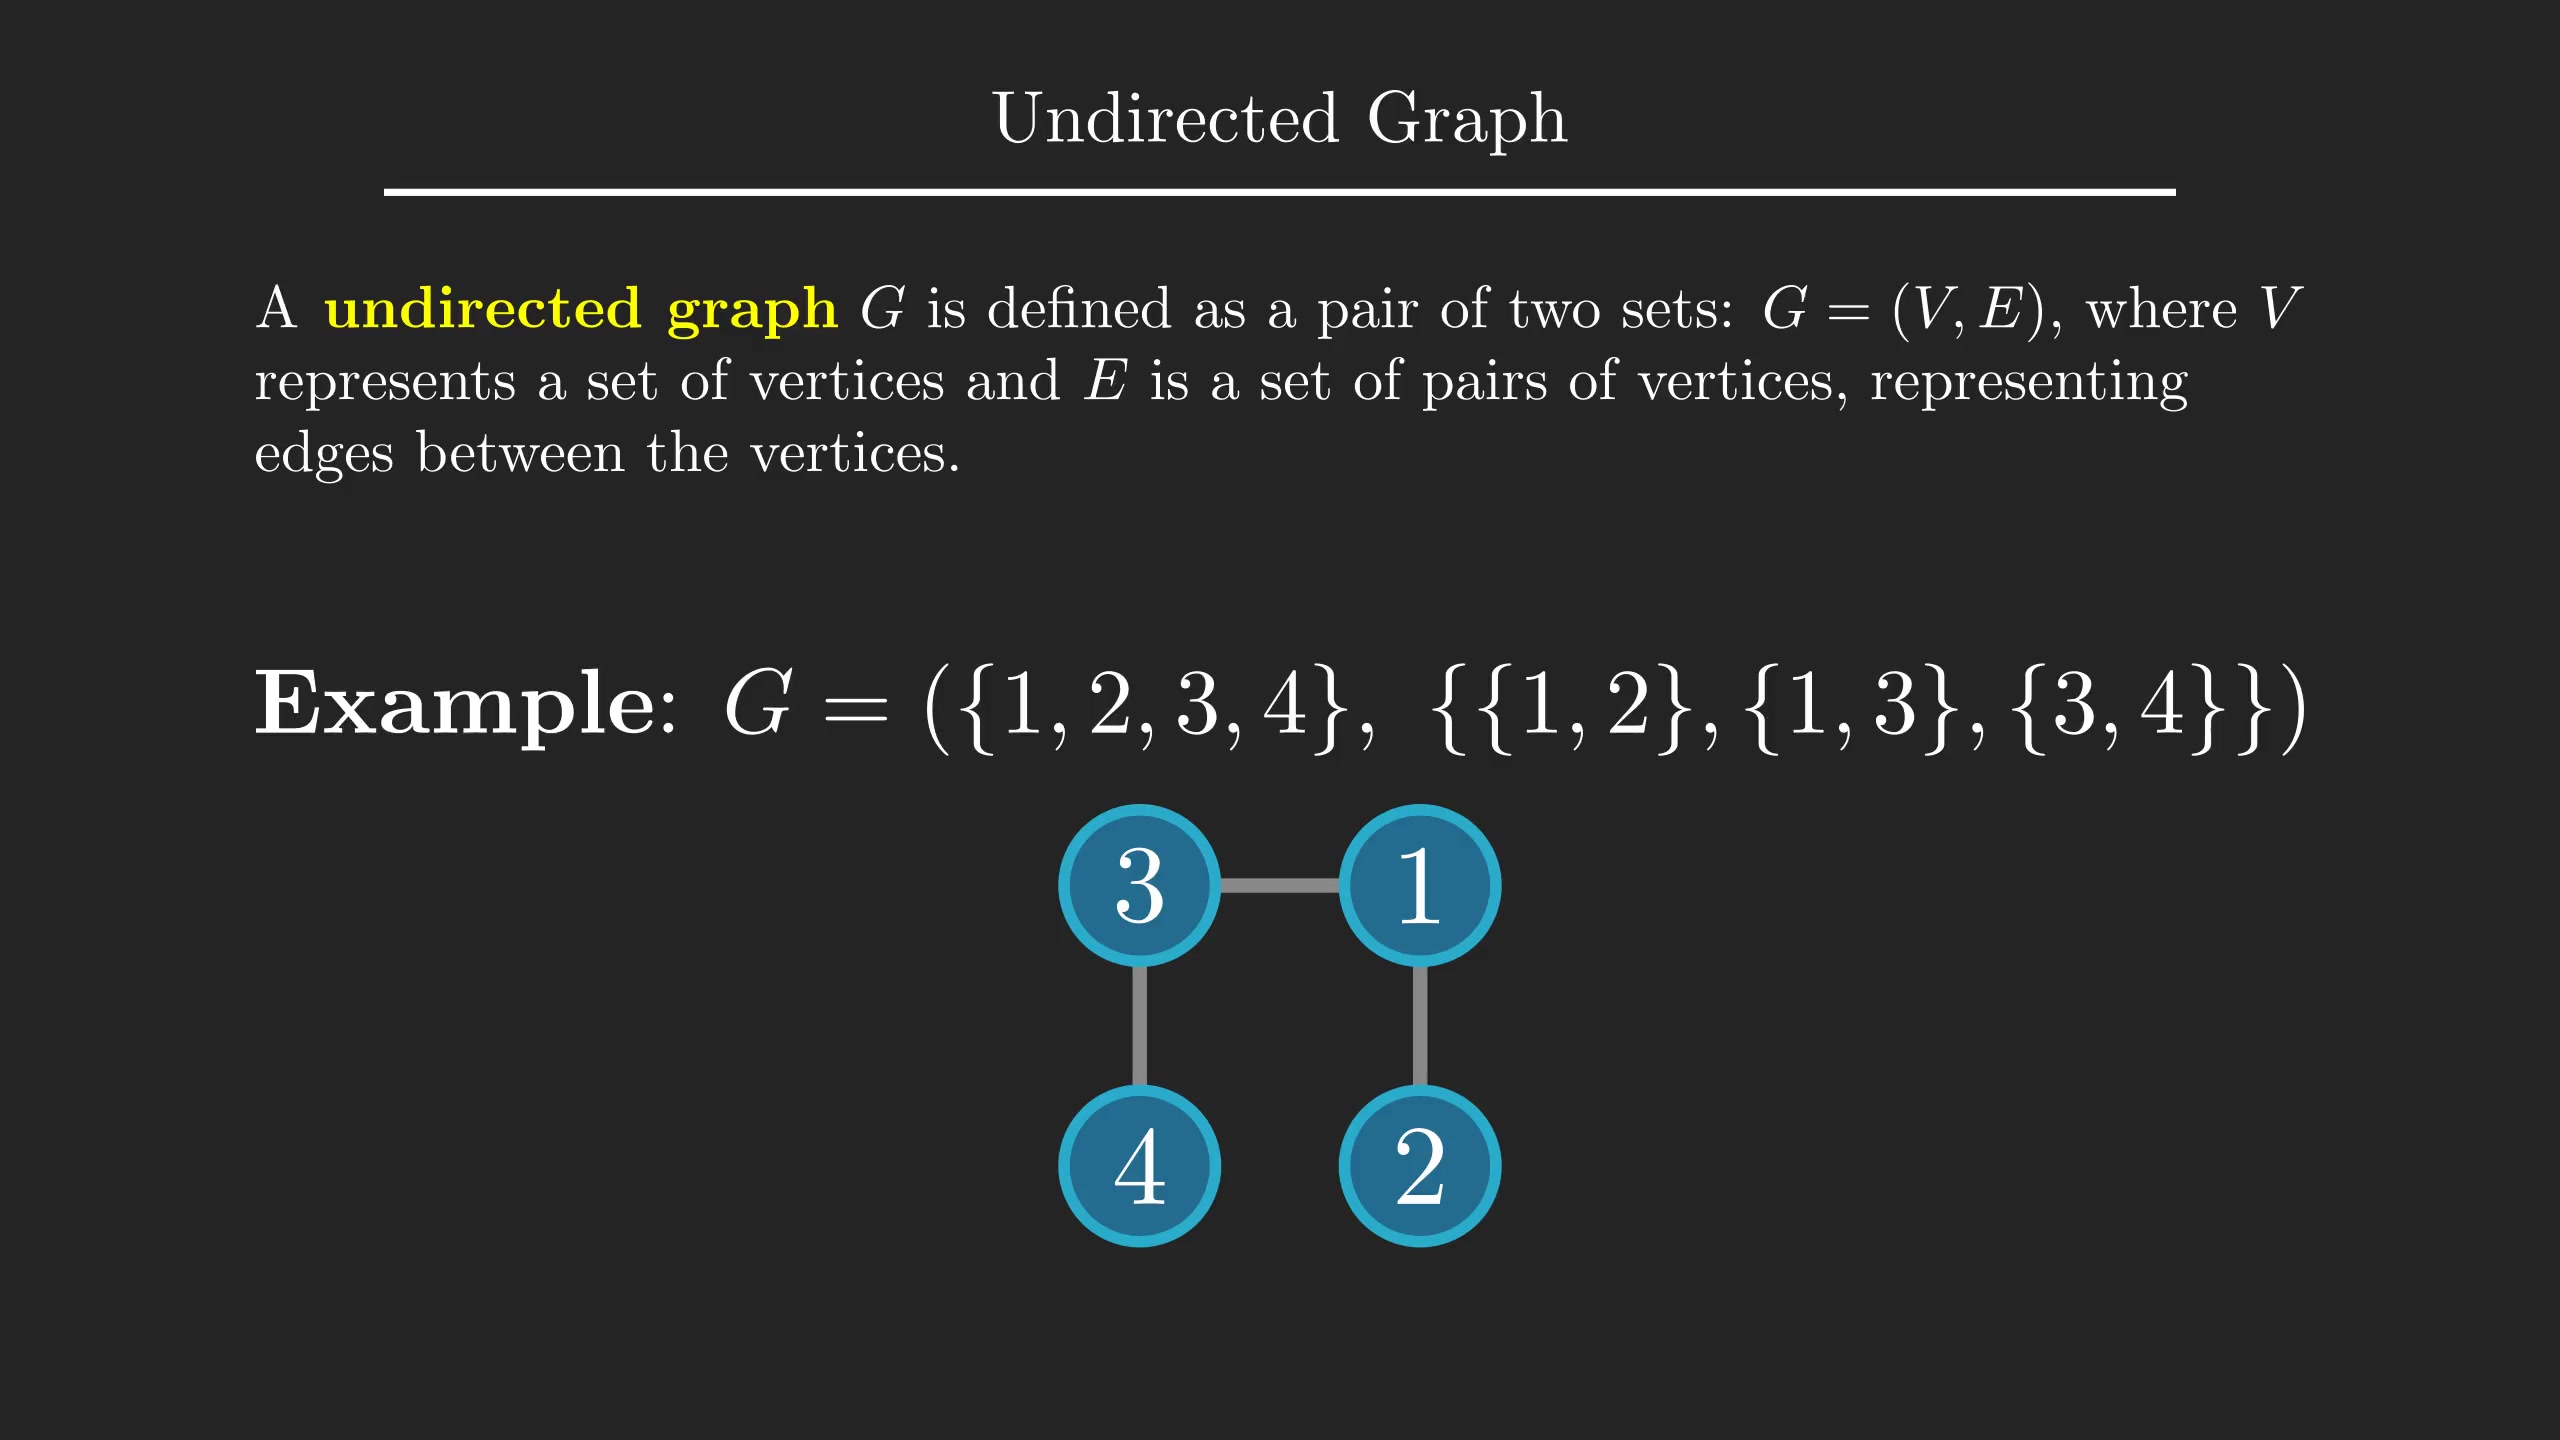 Undirected Graph
A undirected graph G is defined as a pair of two sets: G = (V, E), where V
represents a set of vertices and E is a set of pairs of vertices, representing
edges between the vertices.
Example: G = ({1, 2, 3, 4}, {{1, 2}, {1, 3}, {3, 4}})
3 1
4 2